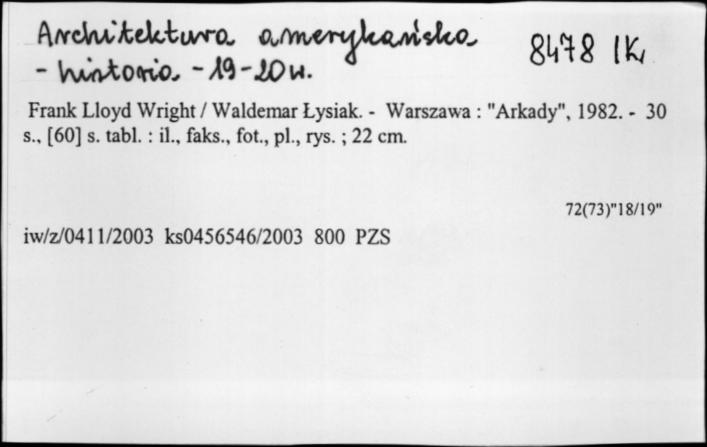 Architektura amerykańska 8478 IK
- historia - 19-20 w.
Frank Lloyd Wright / Waldemar Łysiak. - Warszawa : "Arkady", 1982. - 30
s., [60] s. tabl. : il., faks., fot., pl., rys. ; 22 cm.
72(73)"18/19"
iw/z/0411/2003 ks0456546/2003 800 PZS